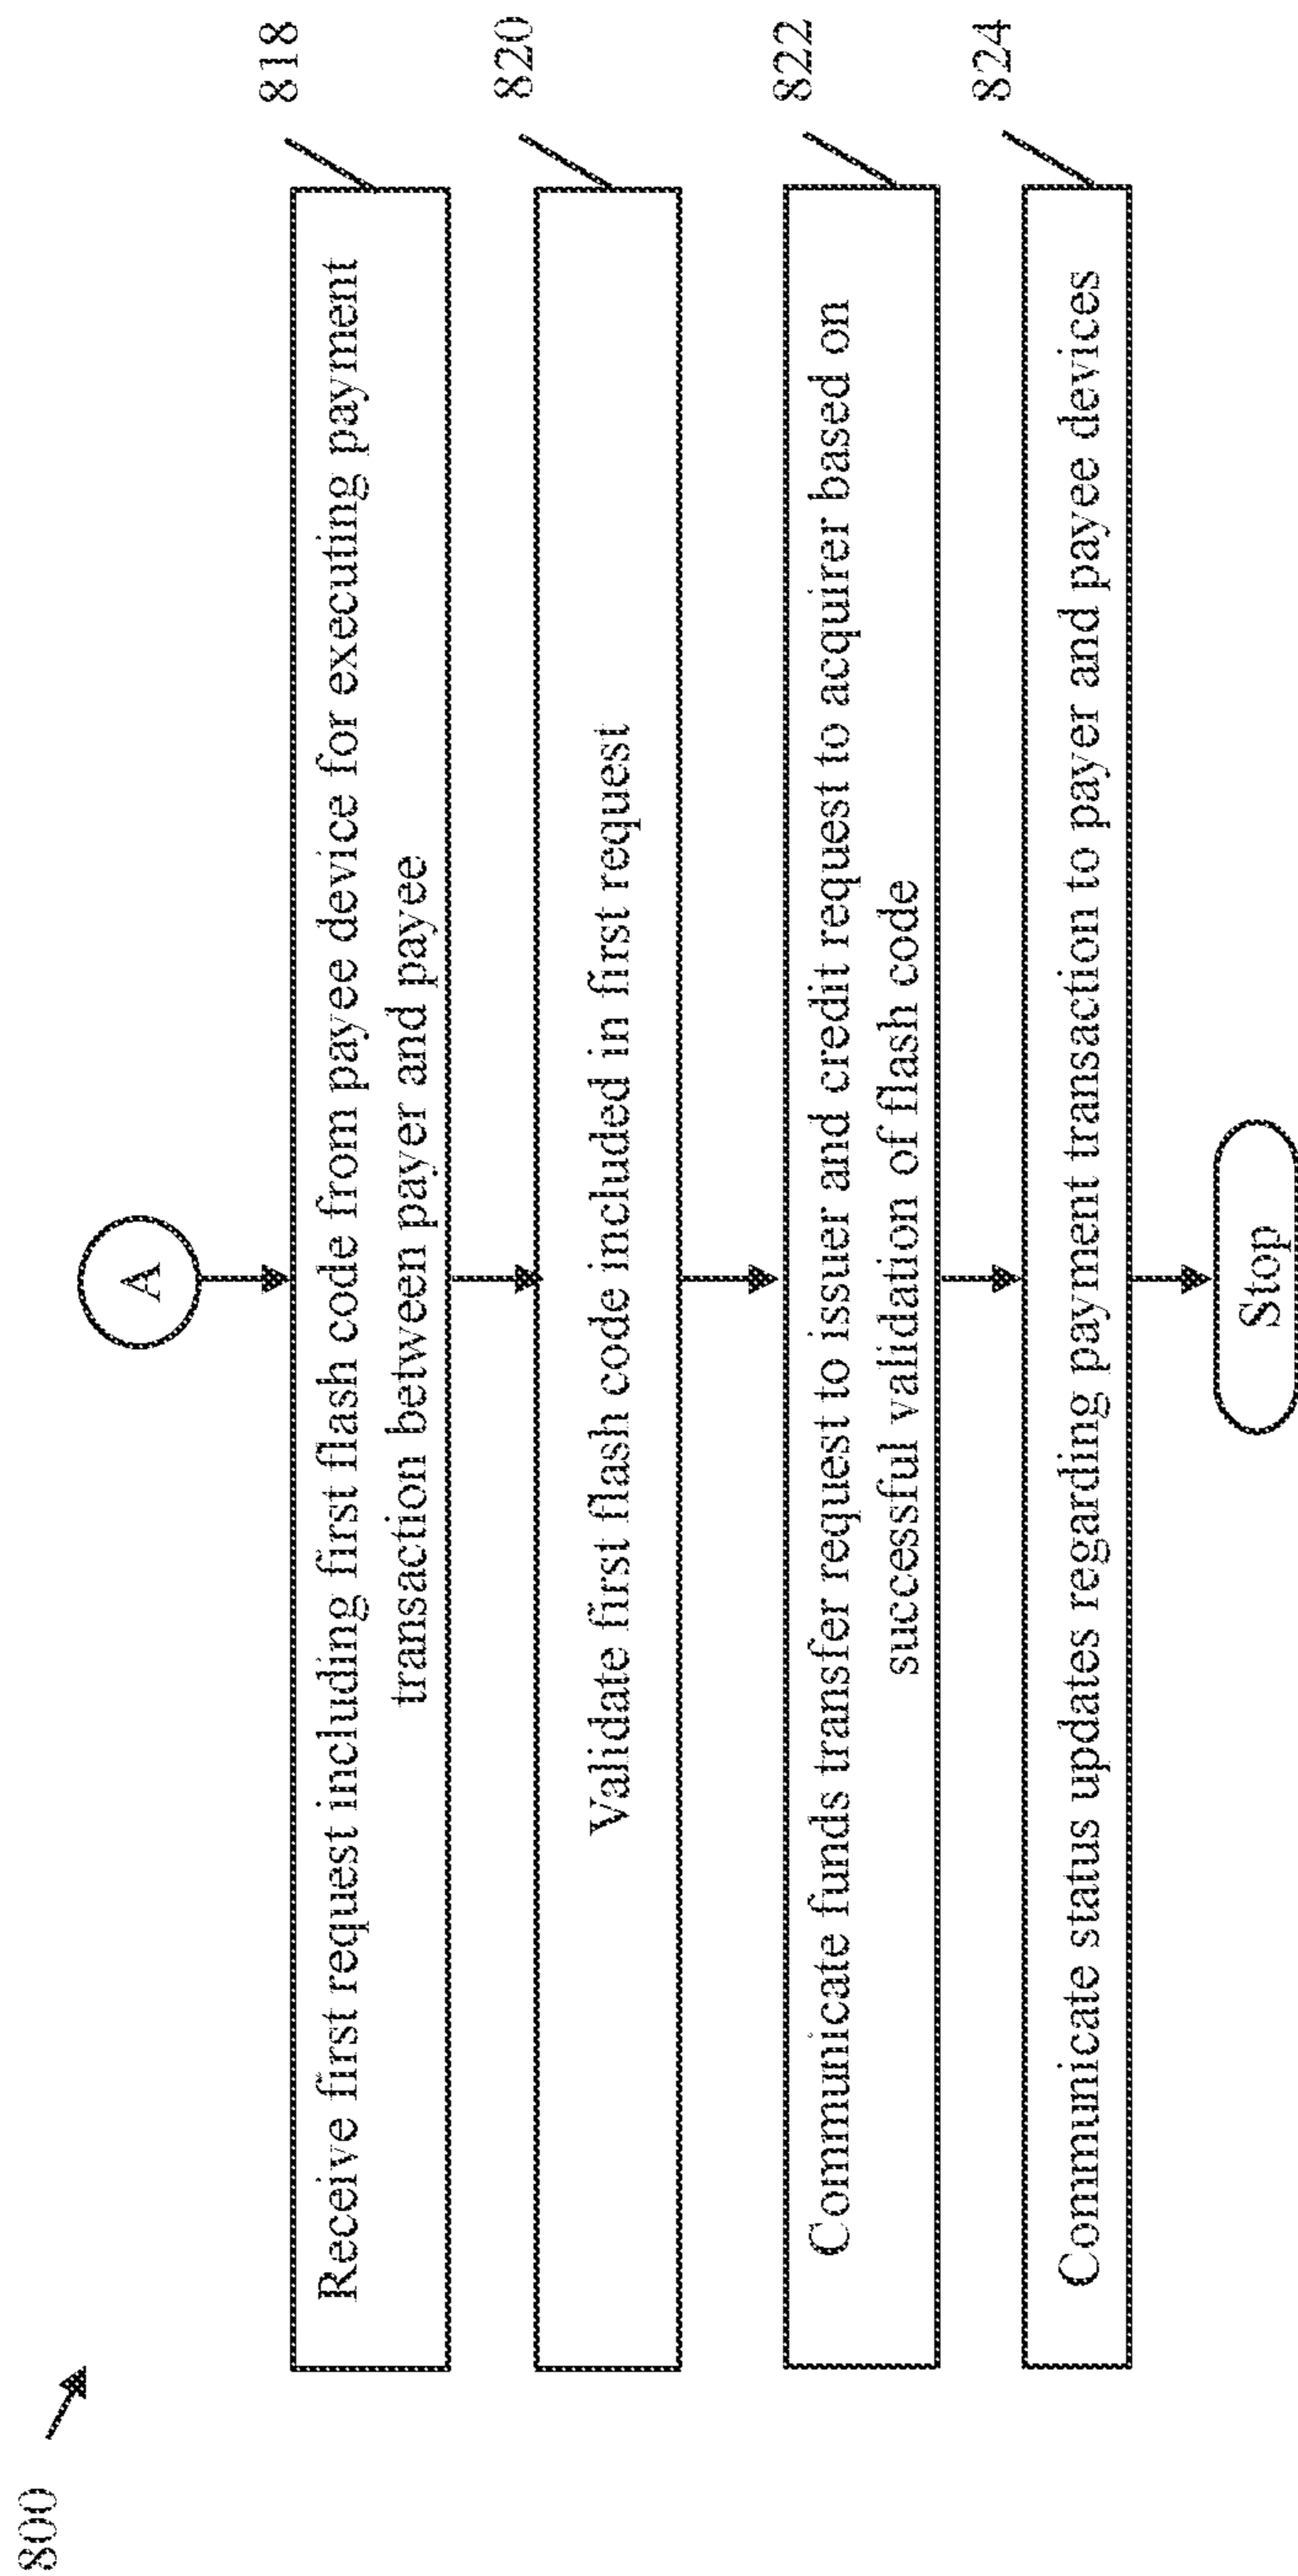 800
A
Receive first request including first flash code from payee device for executing payment
transaction between payer and payee
818
Validate first flash code included in first request
820
Communicate funds transfer request to issuer and credit request to acquirer based on
successful validation of flash code
822
Communicate status updates regarding payment transaction to payer and payee devices
824
Stop